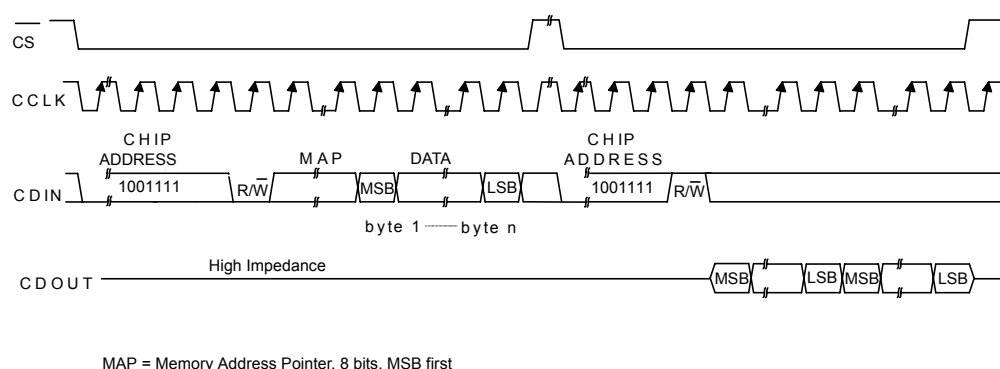 CS
CCLK
CHIP
ADDRESS
MAP
DATA
CHIP
ADDRESS
CDIN
1001111
R/W
MSB
LSB
1001111
R/W
byte 1
byte n
CDOUT
High Impedance
MSB
LSB
MSB
LSB
MAP = Memory Address Pointer, 8 bits, MSB first